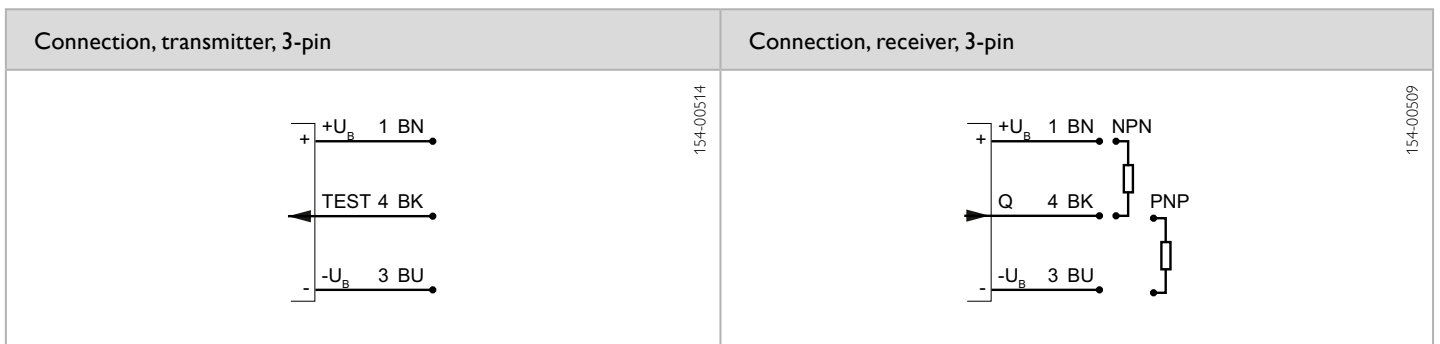 Connection, transmitter, 3-pin
+U_B 1 BN
+
TEST 4 BK
-U_B 3 BU
-
154-00514
Connection, receiver, 3-pin
+U_B 1 BN NPN
+
Q 4 BK PNP
-U_B 3 BU
-
154-00509